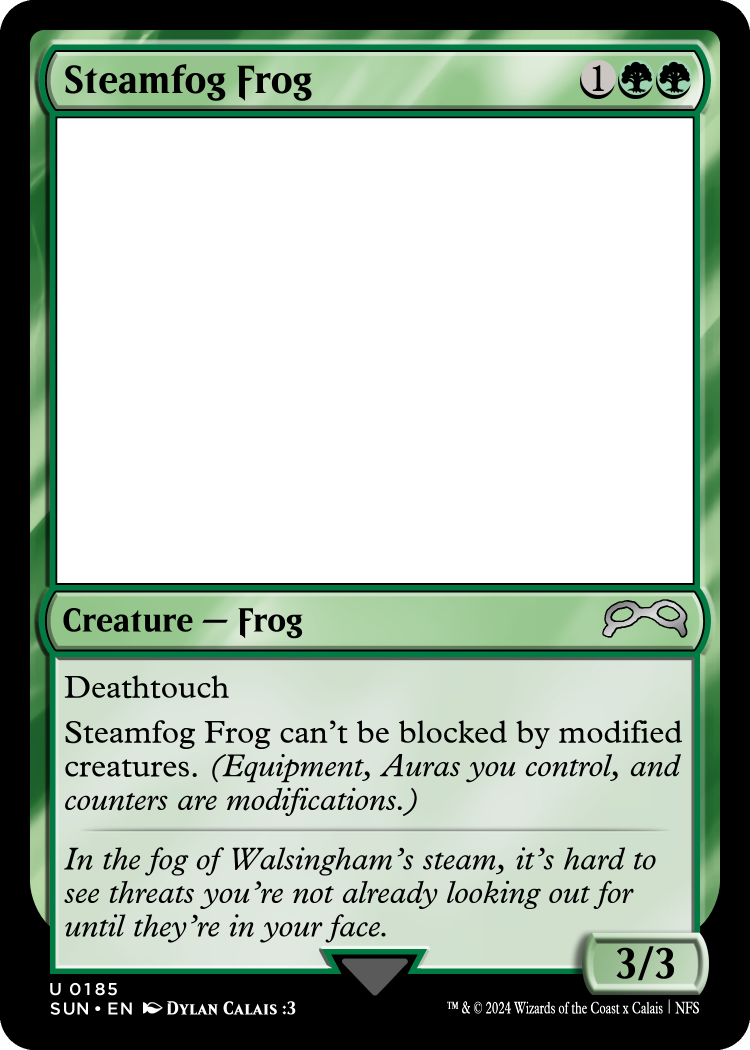 Steamfog Frog 1
Creature — Frog
Deathtouch
Steamfog Frog can't be blocked by modified
creatures. (Equipment, Auras you control, and
counters are modifications.)
In the fog of Walsingham's steam, it's hard to
see threats you're not already looking out for
until they're in your face.
3/3
U 0185
SUN • EN Dylan Calais :3
™ & © 2024 Wizards of the Coast x Calais | NFS